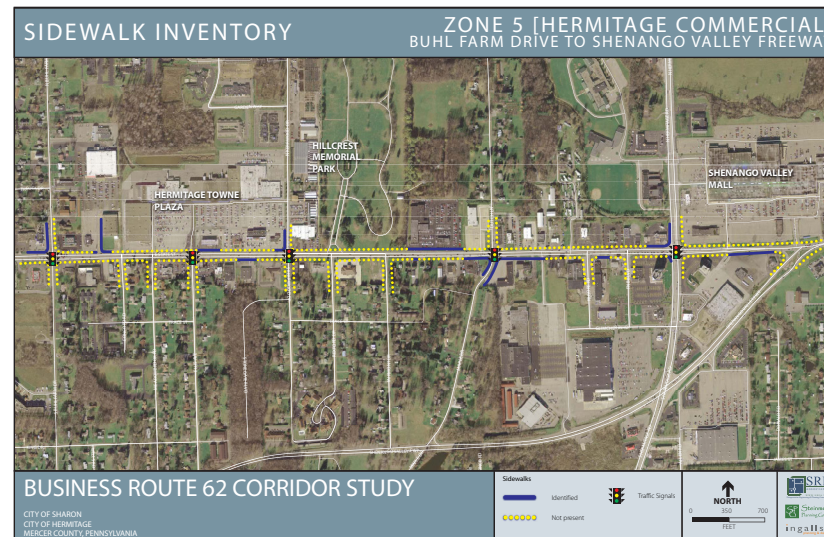 SIDEWALK INVENTORY
ZONE 5 [HERMITAGE COMMERCIAL
BUHL FARM DRIVE TO SHENANGO VALLEY FREEWA
HILLCREST
MEMORIAL
PARK
HERMITAGE TOWNE
PLAZA
SHENANGO VALLEY
MALL
BUSINESS ROUTE 62 CORRIDOR STUDY
CITY OF SHARON
CITY OF HERMITAGE
MERCER COUNTY, PENNSYLVANIA
Sidewalks
Identified
Not present
Traffic Signals
NORTH
0 350 700
FEET
SR
ingalls